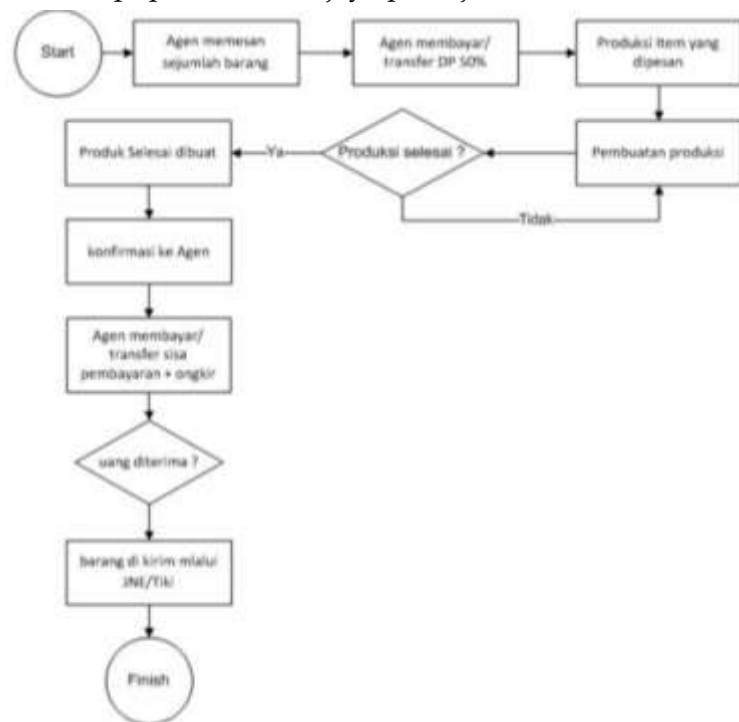 Start
Agen memesan
sejumlah barang
Agen membayar/
transfer DP 50%
Produksi Item yang
dipesan
Pembuatan produksi
Produksi selesai ?
Ya
Tidak
Produk Selesai dibuat
konfirmasi ke Agen
Agen membayar/
transfer sisa
pembayaran + ongkir
uang diterima ?
barang di kirim mlalui
JNE/Tiki
Finish